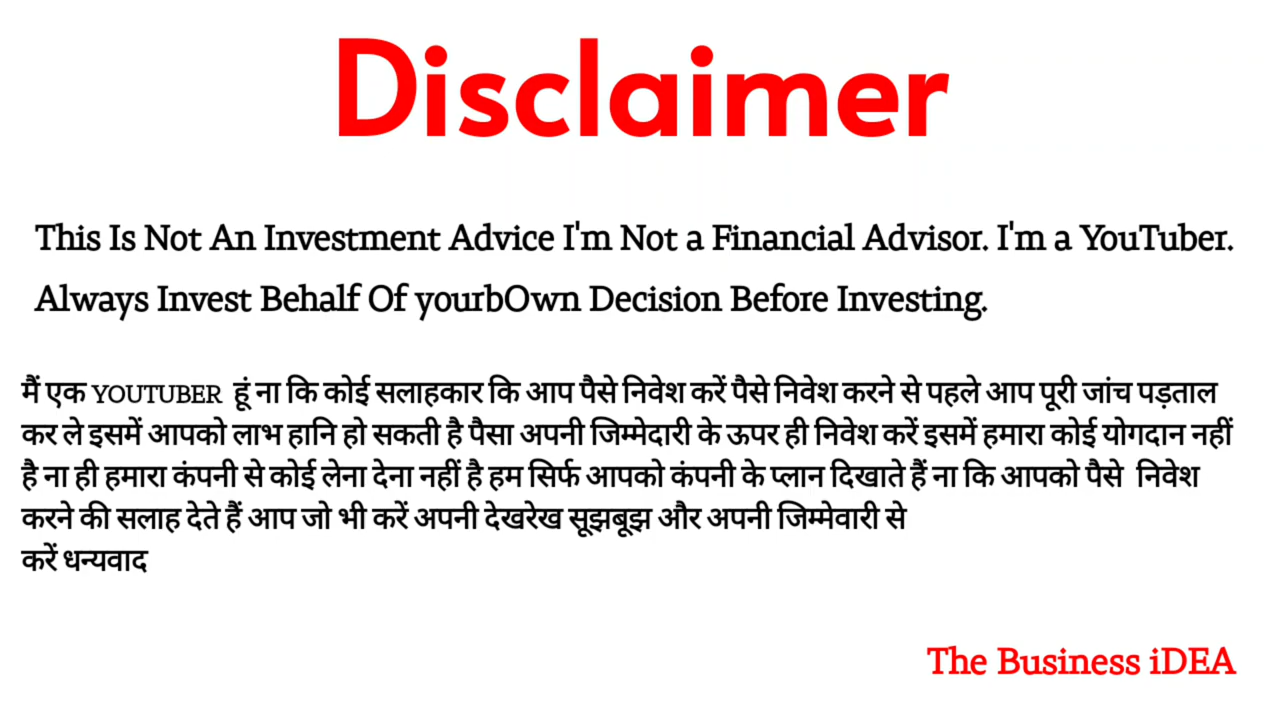 Disclaimer
This Is Not An Investment Advice I'm Not a Financial Advisor. I'm a YouTuber.
Always Invest Behalf Of yourbOwn Decision Before Investing.
मैं एक YOUTUBER हूं ना कि कोई सलाहकार कि आप पैसे निवेश करें पैसे निवेश करने से पहले आप पूरी जांच पड़ताल
कर ले इसमें आपको लाभ हानि हो सकती है पैसा अपनी जिम्मेदारी के ऊपर ही निवेश करें इसमें हमारा कोई योगदान नहीं
है ना ही हमारा कंपनी से कोई लेना देना नहीं है हम सिर्फ आपको कंपनी के प्लान दिखाते हैं ना कि आपको पैसे निवेश
करने की सलाह देते हैं आप जो भी करें अपनी देखरेख सूझबूझ और अपनी जिम्मेवारी से
करें धन्यवाद
The Business iDEA